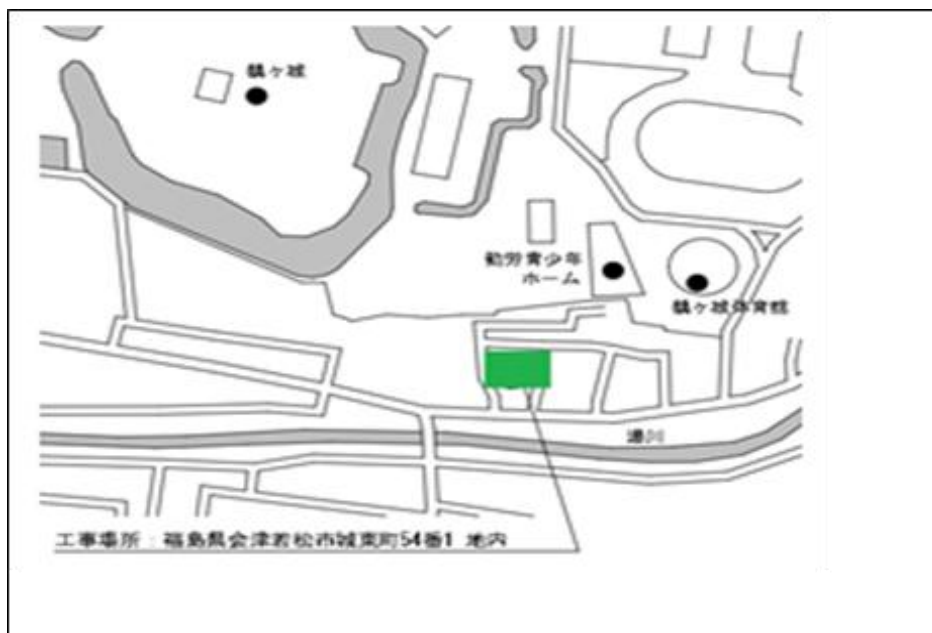 鶴ヶ城
勤労青少年
ホーム
鶴ヶ城体育館
湯川
工事場所：福島県会津若松市城東町54番1 地内